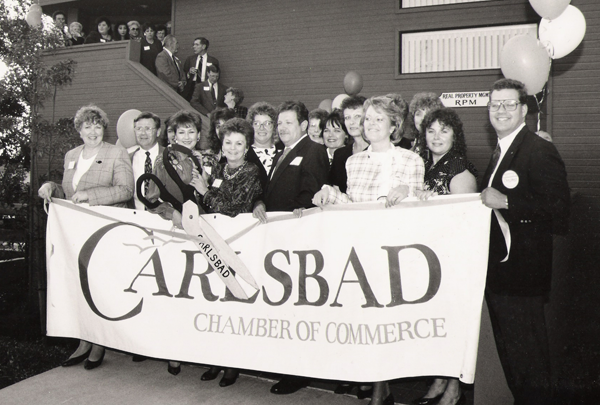 REAL PROPERTY MGMT
RPM
CARLSBAD
CARLSBAD
CHAMBER OF COMMERCE